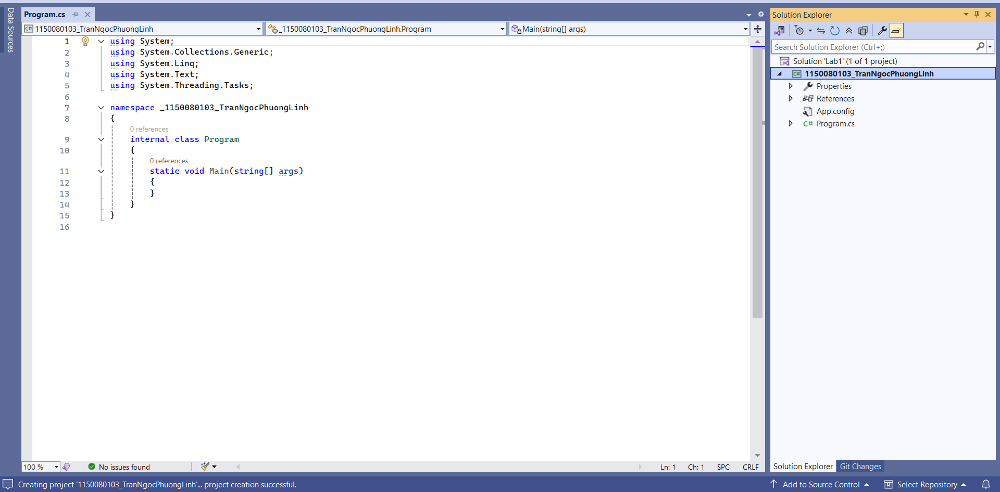 Data Sources
Program.cs
1150080103_TranNgocPhuongLinh
_1150080103_TranNgocPhuongLinh.Program
Main(string[] args)
1 using System;
2 using System.Collections.Generic;
3 using System.Linq;
4 using System.Text;
5 using System.Threading.Tasks;
6
7 namespace _1150080103_TranNgocPhuongLinh
8 {
0 references
9 internal class Program
10 {
0 references
11 static void Main(string[] args)
12 {
13 }
14 }
15 }
16
100 %
No issues found
Ln: 1 Ch: 1 SPC CRLF
Solution Explorer
Search Solution Explorer (Ctrl+;)
Solution 'Lab1' (1 of 1 project)
C# 1150080103_TranNgocPhuongLinh
Properties
References
App.config
C# Program.cs
Solution Explorer Git Changes
Creating project '1150080103_TranNgocPhuongLinh'... project creation successful.
Add to Source Control
Select Repository